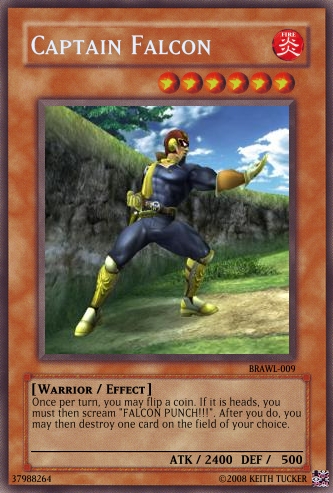 CAPTAIN FALCON
FIRE
炎
BRAWL-009
[WARRIOR / EFFECT]
Once per turn, you may flip a coin. If it is heads, you
must then scream "FALCON PUNCH!!!". After you do, you
may then destroy one card on the field of your choice.
ATK / 2400 DEF / 500
37988264 ©2008 KEITH TUCKER